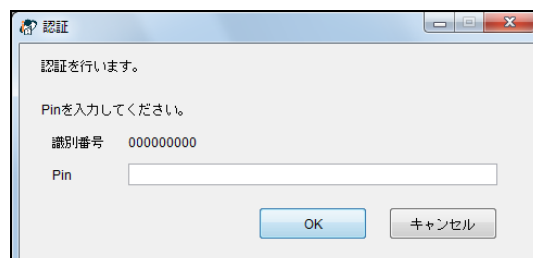 認証
認証を行います。
Pinを入力してください。
識別番号 000000000
Pin
OK キャンセル